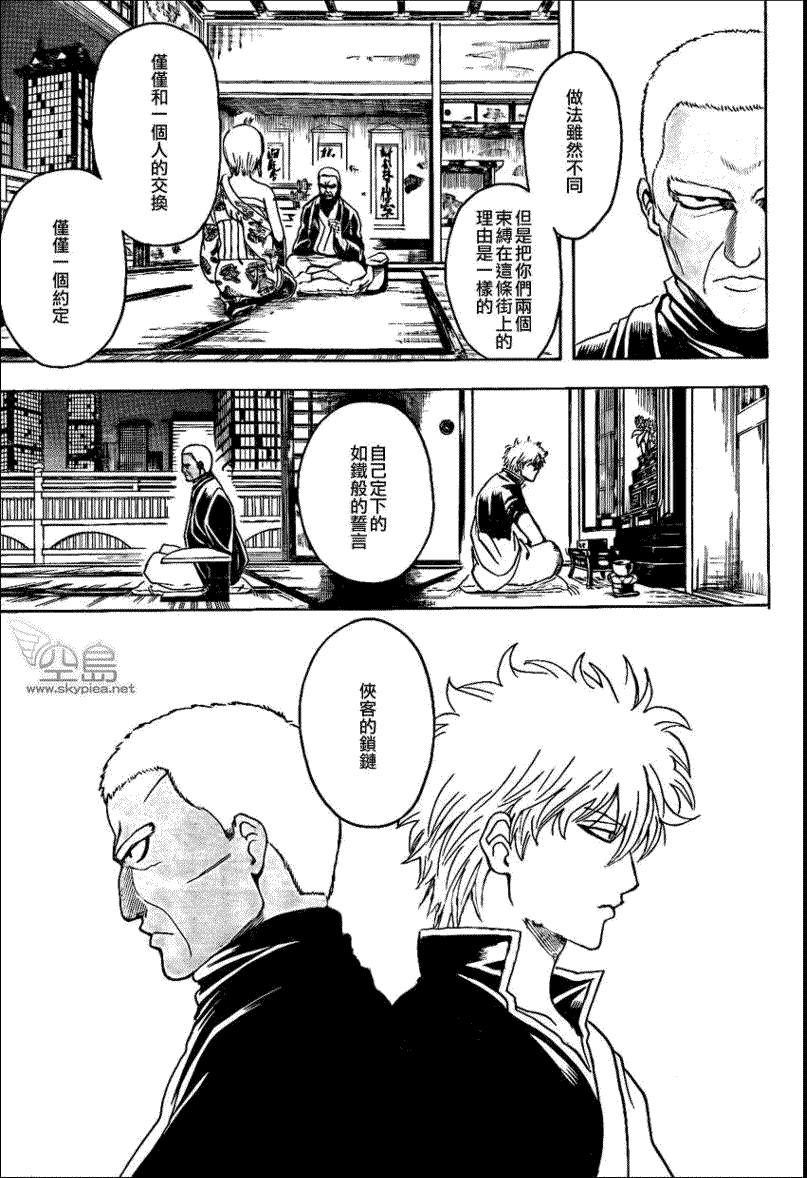 做法雖然不同
但是把你們兩個
束縛在這條街上的
理由是一樣的
僅僅和一個人的交換
僅僅一個約定
自己定下的
如鐵般的誓言
俠客的鎖鏈
空島
www.skypiea.net